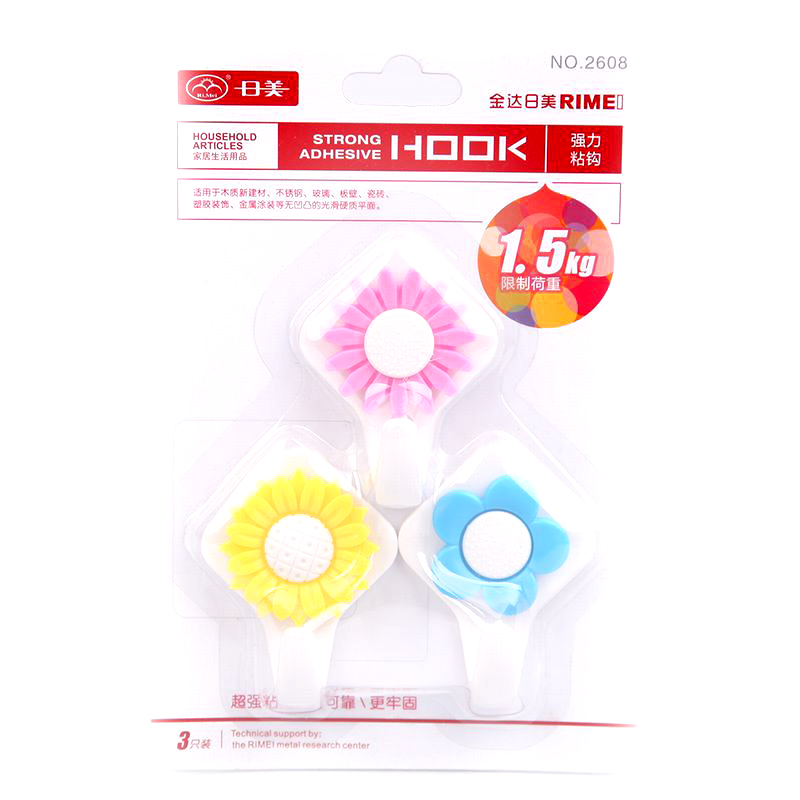 NO.2608
RiMei
®
日美
金达日美RIMEI
HOUSEHOLD
ARTICLES
家居生活用品
STRONG
ADHESIVE
HOOK
强力
粘钩
适用于木质新建材、不锈钢、玻璃、板壁、瓷砖、
塑胶装饰、金属涂装等无凹凸的光滑硬质平面。
1.5kg
限制荷重
超强粘 可靠\更牢固
3只装
Technical support by:
the RIMEI metal research center